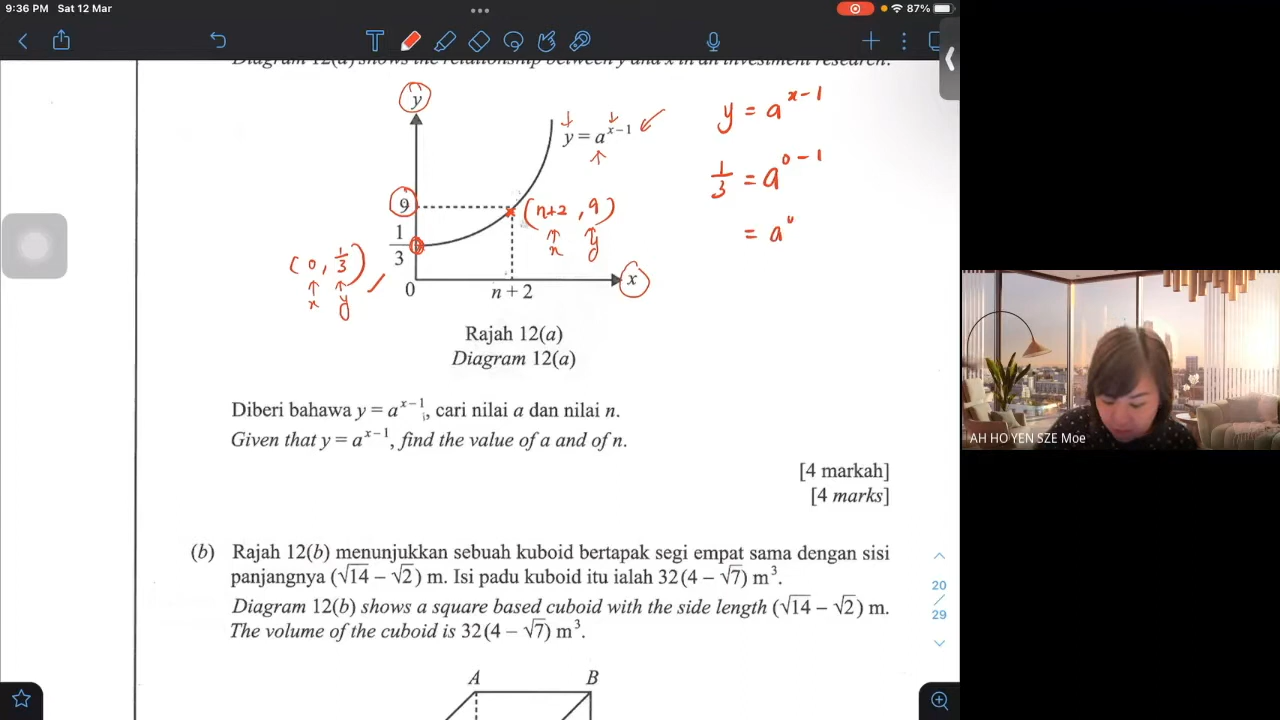 9:36 PM Sat 12 Mar
87%
Diagram 12(a) shows the relationship between y and x in an investment research.
y
y = a^{x−1}
9
1
3
0
n + 2
x
(0, 1/3)
x
y
(n+2, 9)
x
y
y = a^{x−1}
1/3 = a^{0−1}
= a
Rajah 12(a)
Diagram 12(a)
Diberi bahawa y = a^{x−1}, cari nilai a dan nilai n.
Given that y = a^{x−1}, find the value of a and of n.
[4 markah]
[4 marks]
(b) Rajah 12(b) menunjukkan sebuah kuboid bertapak segi empat sama dengan sisi
panjangnya (√14 − √2) m. Isi padu kuboid itu ialah 32(4 − √7) m³.
Diagram 12(b) shows a square based cuboid with the side length (√14 − √2) m.
The volume of the cuboid is 32(4 − √7) m³.
A
B
20
29
AH HO YEN SZE Moe